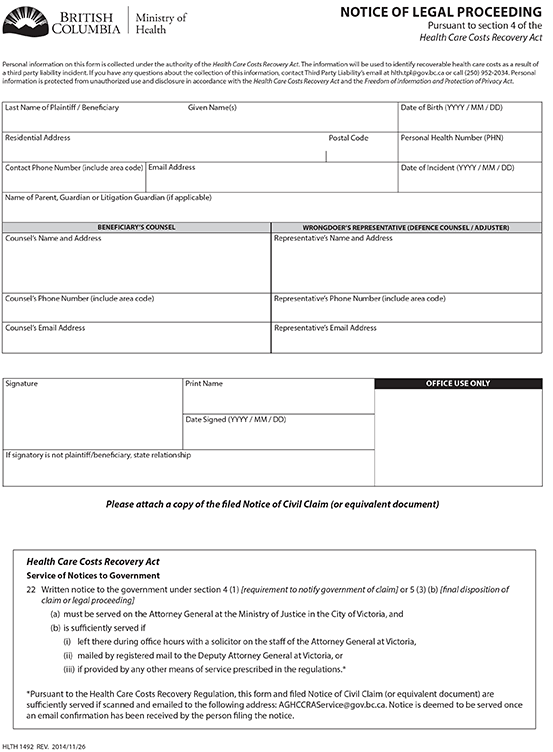 BRITISH COLUMBIA
Ministry of Health
NOTICE OF LEGAL PROCEEDING
Pursuant to section 4 of the
Health Care Costs Recovery Act
Personal information on this form is collected under the authority of the Health Care Costs Recovery Act. The information will be used to identify recoverable health care costs as a result of
a third party liability incident. If you have any questions about the collection of this information, contact Third Party Liability's email at hlth.tpl@gov.bc.ca or call (250) 952-2034. Personal
information is protected from unauthorized use and disclosure in accordance with the Health Care Costs Recovery Act and the Freedom of Information and Protection of Privacy Act.
Last Name of Plaintiff / Beneficiary Given Name(s) Date of Birth (YYYY / MM / DD)
Residential Address Postal Code Personal Health Number (PHN)
Contact Phone Number (include area code) Email Address Date of Incident (YYYY / MM / DD)
Name of Parent, Guardian or Litigation Guardian (if applicable)
BENEFICIARY'S COUNSEL WRONGDOER'S REPRESENTATIVE (DEFENCE COUNSEL / ADJUSTER)
Counsel's Name and Address Representative's Name and Address
Counsel's Phone Number (include area code) Representative's Phone Number (include area code)
Counsel's Email Address Representative's Email Address
Signature Print Name OFFICE USE ONLY
Date Signed (YYYY / MM / DD)
If signatory is not plaintiff/beneficiary, state relationship
Please attach a copy of the filed Notice of Civil Claim (or equivalent document)
Health Care Costs Recovery Act
Service of Notices to Government
22 Written notice to the government under section 4 (1) [requirement to notify government of claim] or 5 (3) (b) [final disposition of
claim or legal proceeding]
(a) must be served on the Attorney General at the Ministry of Justice in the City of Victoria, and
(b) is sufficiently served if
(i) left there during office hours with a solicitor on the staff of the Attorney General at Victoria,
(ii) mailed by registered mail to the Deputy Attorney General at Victoria, or
(iii) if provided by any other means of service prescribed in the regulations.*
*Pursuant to the Health Care Costs Recovery Regulation, this form and filed Notice of Civil Claim (or equivalent document) are
sufficiently served if scanned and emailed to the following address: AGHCCRAService@gov.bc.ca. Notice is deemed to be served once
an email confirmation has been received by the person filing the notice.
HLTH 1492 REV. 2014/11/26